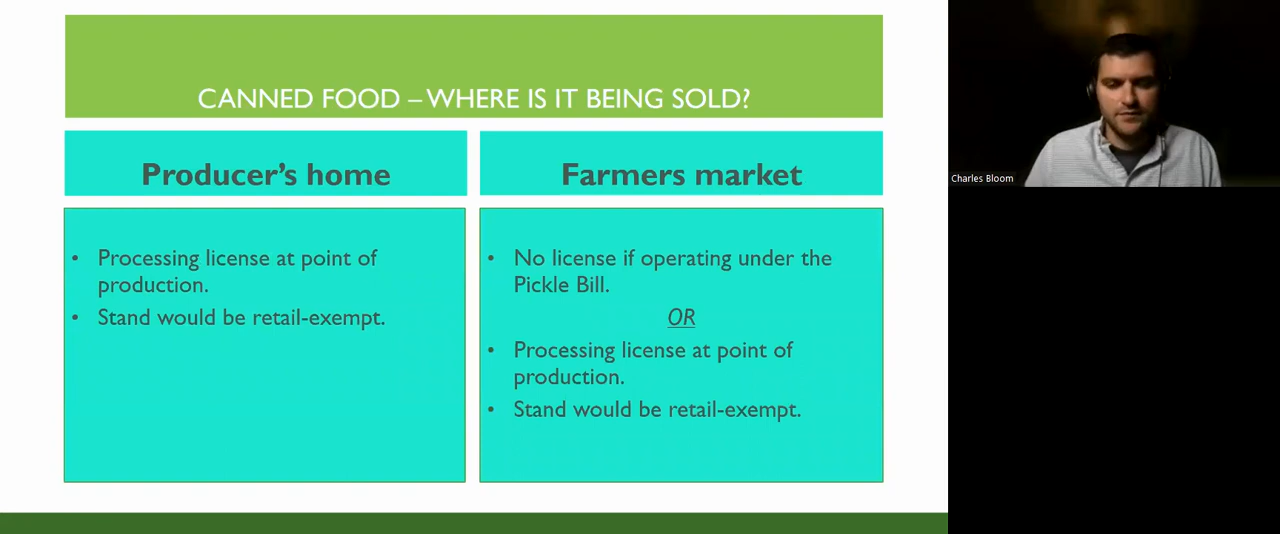 CANNED FOOD – WHERE IS IT BEING SOLD?
Producer's home
• Processing license at point of
production.
• Stand would be retail-exempt.
Farmers market
• No license if operating under the
Pickle Bill.
OR
• Processing license at point of
production.
• Stand would be retail-exempt.
Charles Bloom